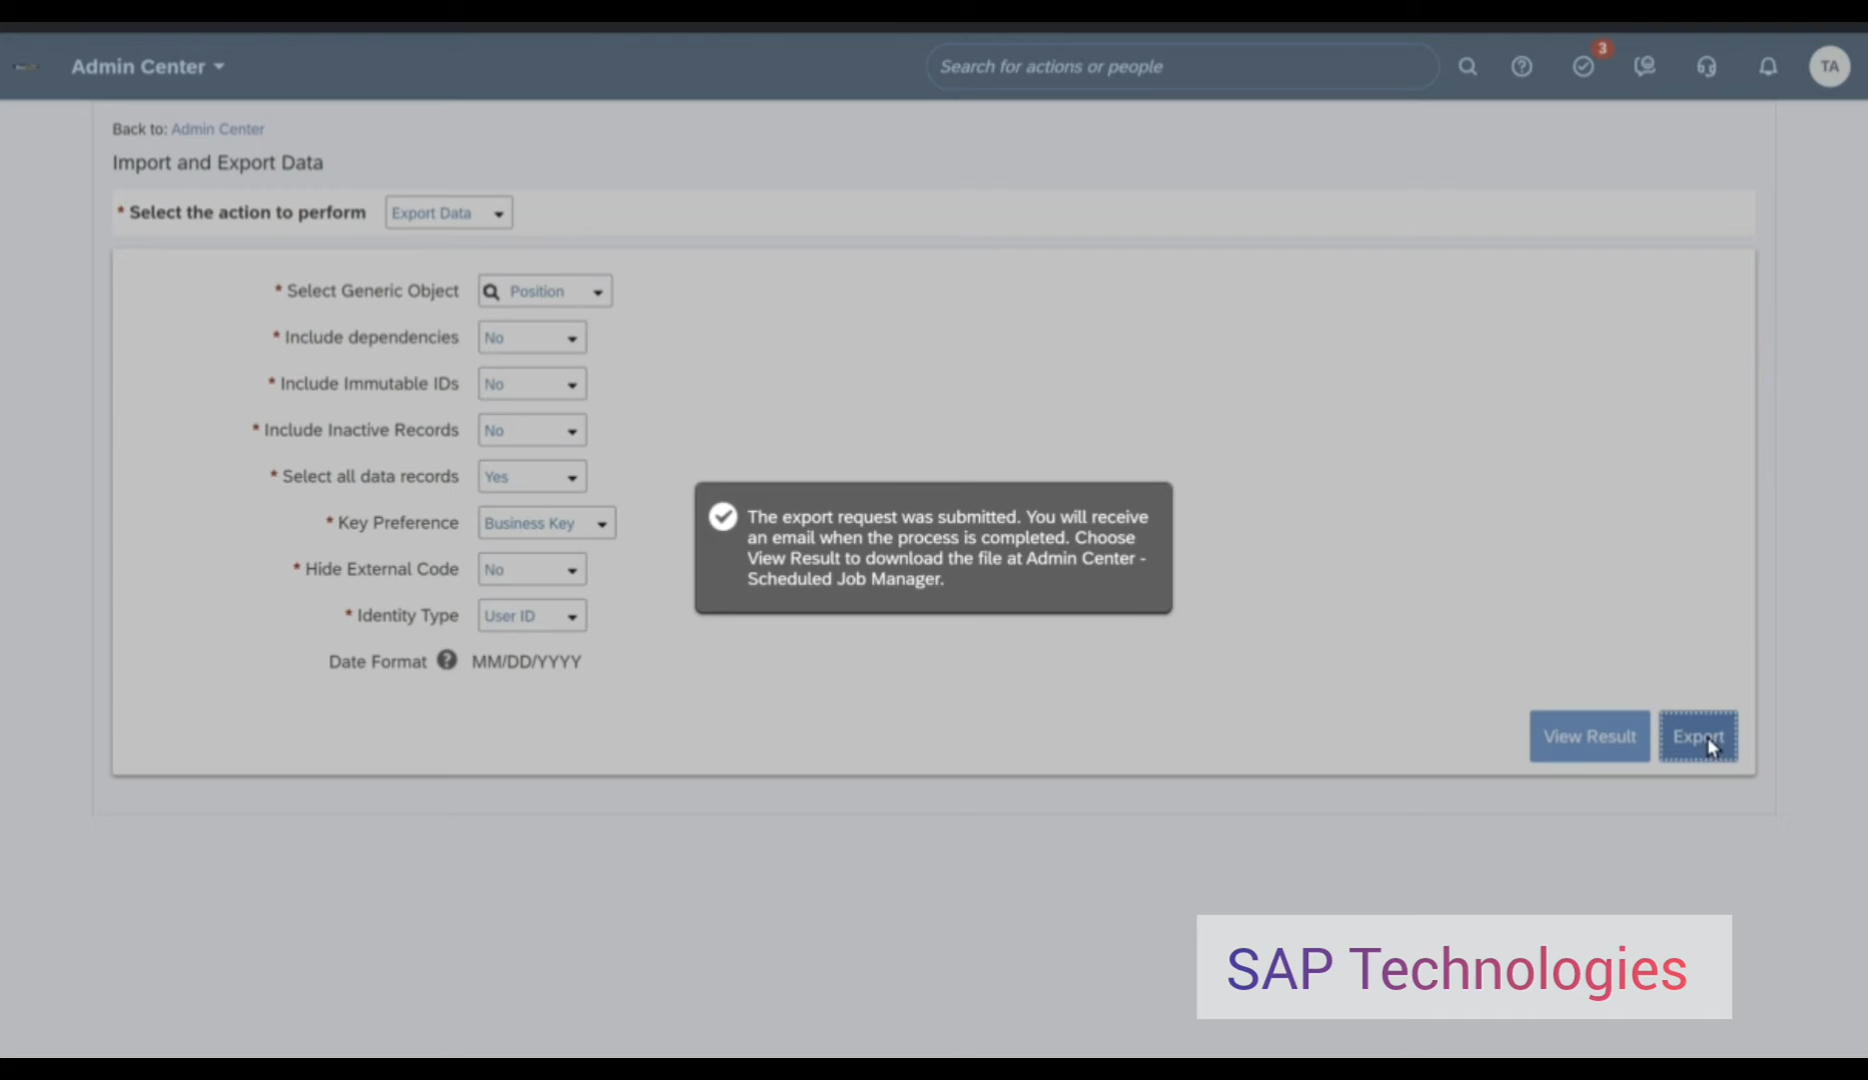 Admin Center
Search for actions or people
3
TA
Back to: Admin Center
Import and Export Data
* Select the action to perform Export Data
* Select Generic Object Position
* Include dependencies No
* Include Immutable IDs No
* Include Inactive Records No
* Select all data records Yes
* Key Preference Business Key
* Hide External Code No
* Identity Type User ID
Date Format ? MM/DD/YYYY
The export request was submitted. You will receive
an email when the process is completed. Choose
View Result to download the file at Admin Center -
Scheduled Job Manager.
View Result Export
SAP Technologies